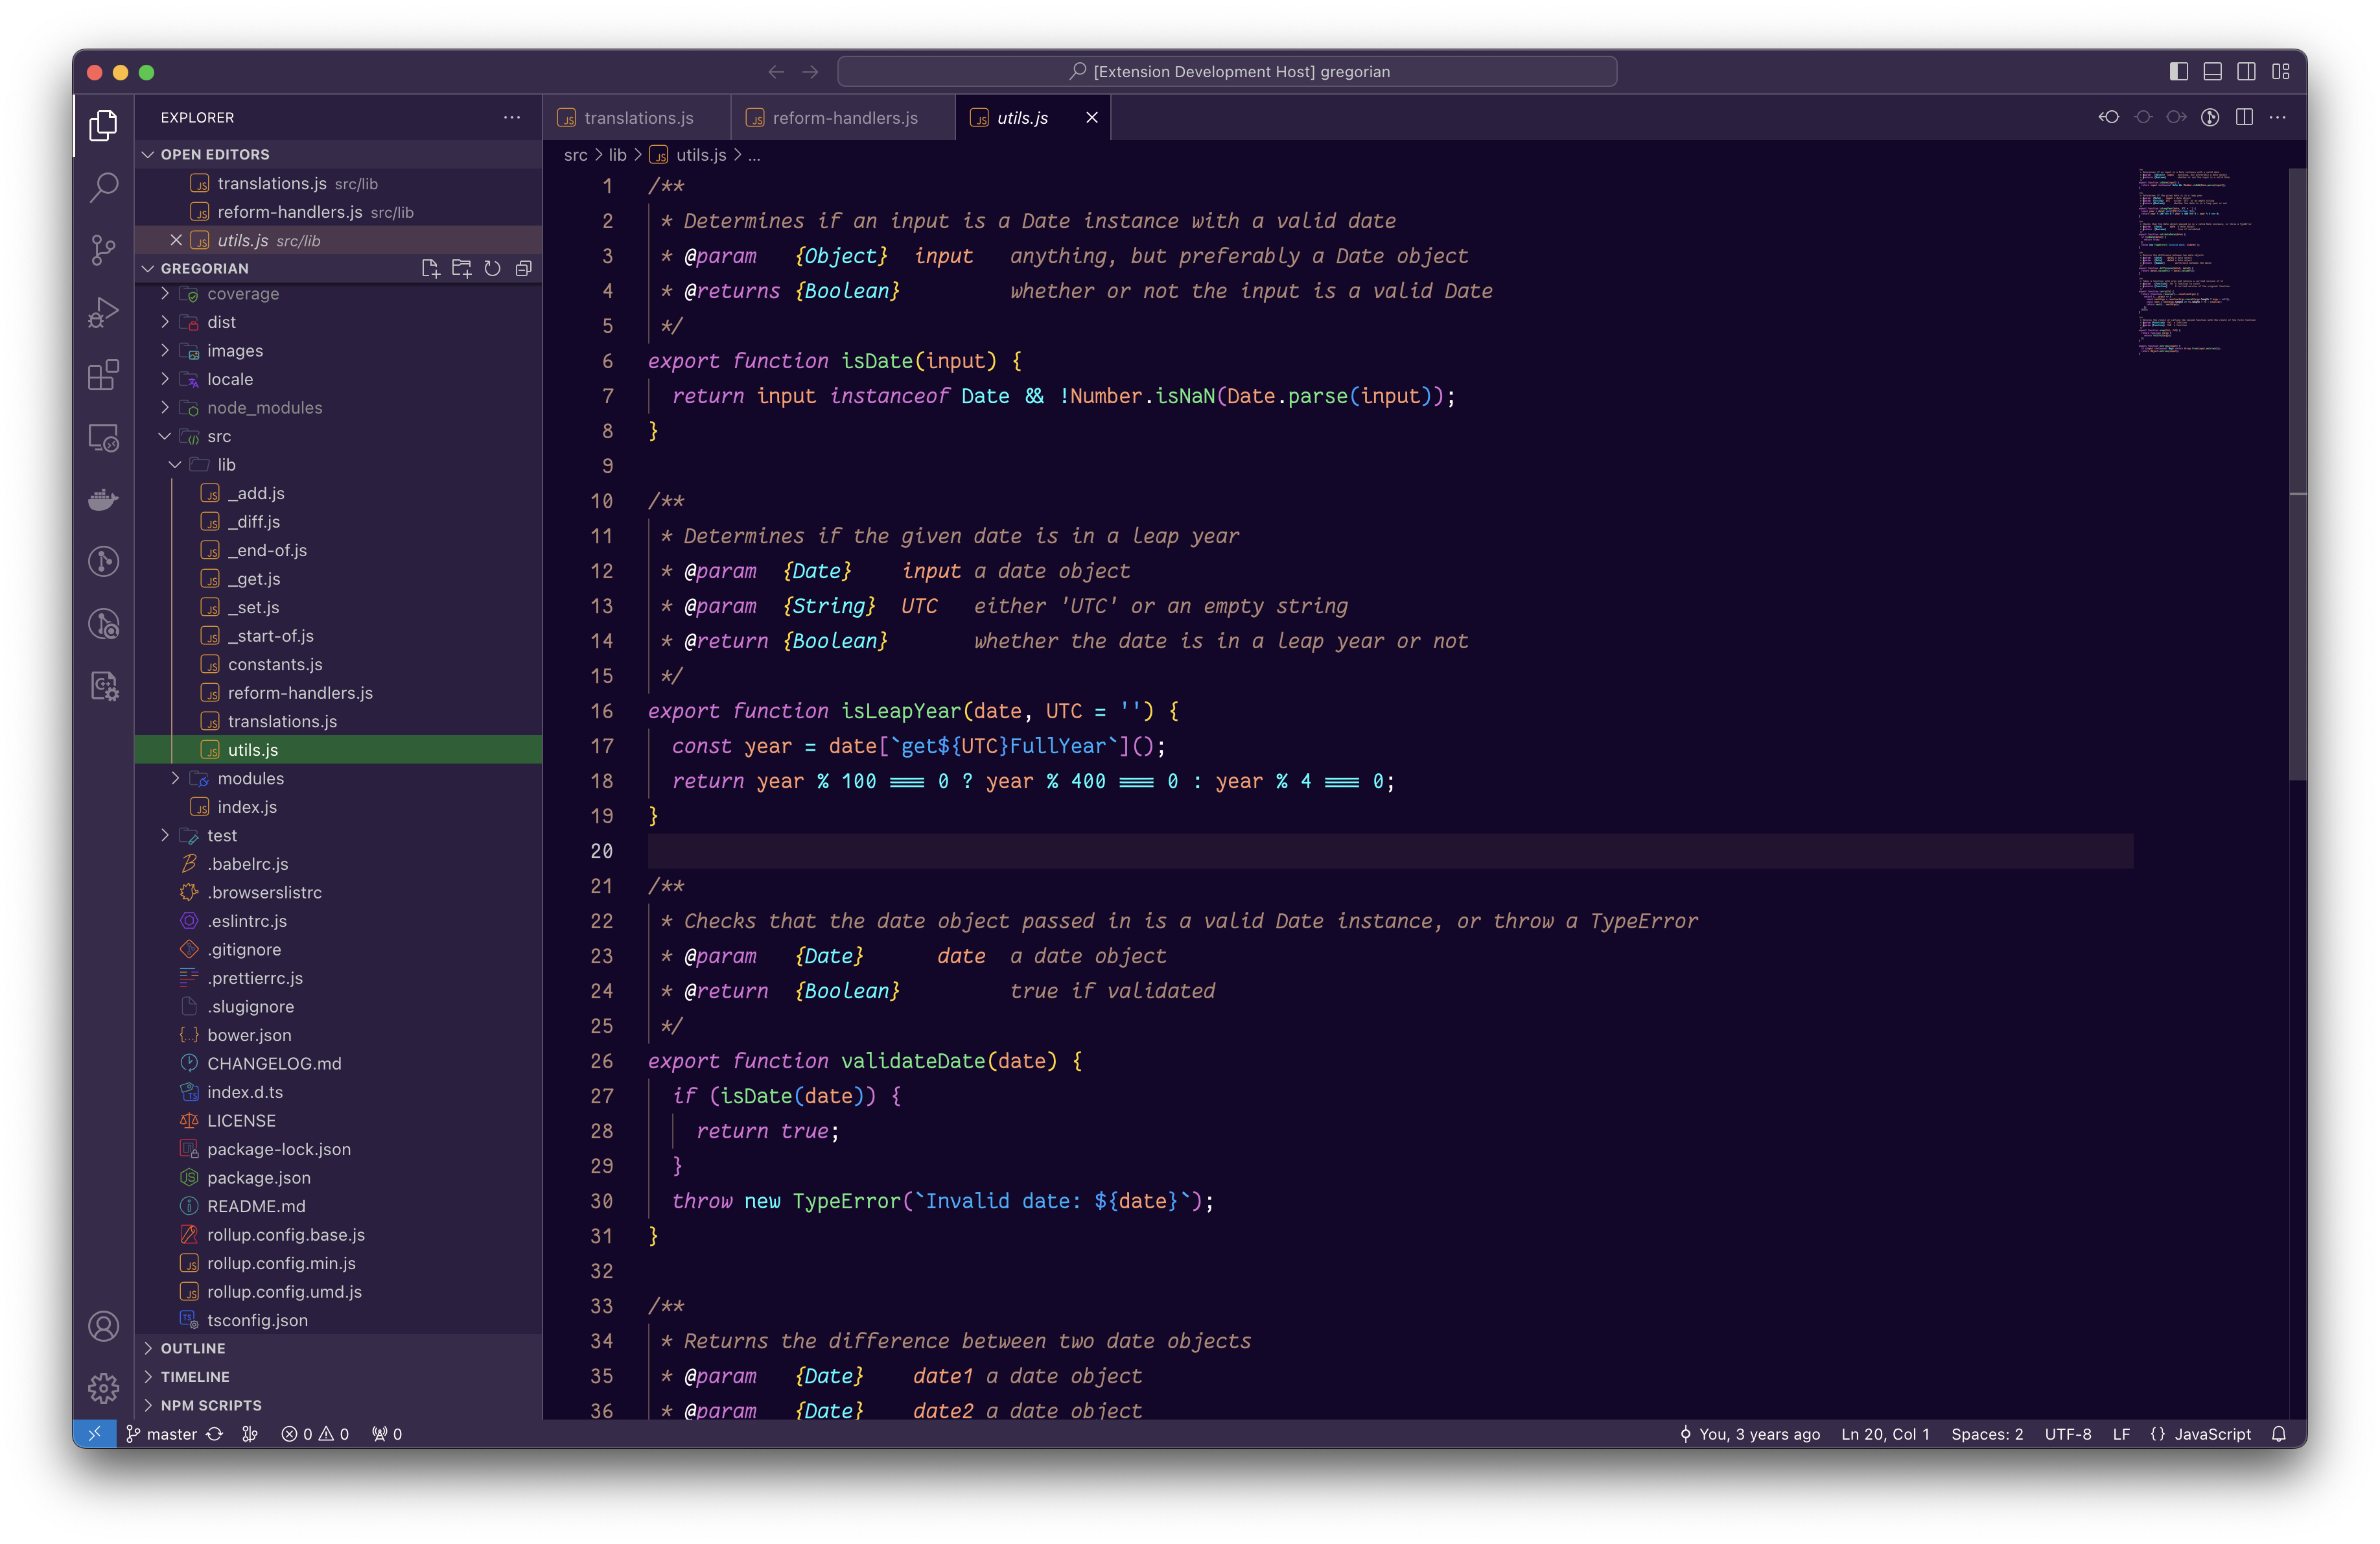 [Extension Development Host] gregorian
EXPLORER
OPEN EDITORS
translations.js src/lib
reform-handlers.js src/lib
utils.js src/lib
GREGORIAN
coverage
dist
images
locale
node_modules
src
lib
_add.js
_diff.js
_end-of.js
_get.js
_set.js
_start-of.js
constants.js
reform-handlers.js
translations.js
utils.js
modules
index.js
test
.babelrc.js
.browserslistrc
.eslintrc.js
.gitignore
.prettierrc.js
.slugignore
bower.json
CHANGELOG.md
index.d.ts
LICENSE
package-lock.json
package.json
README.md
rollup.config.base.js
rollup.config.min.js
rollup.config.umd.js
tsconfig.json
OUTLINE
TIMELINE
NPM SCRIPTS
translations.js reform-handlers.js utils.js
src > lib > utils.js > ...
1 /**
2 * Determines if an input is a Date instance with a valid date
3 * @param {Object} input anything, but preferably a Date object
4 * @returns {Boolean} whether or not the input is a valid Date
5 */
6 export function isDate(input) {
7 return input instanceof Date && !Number.isNaN(Date.parse(input));
8 }
9
10 /**
11 * Determines if the given date is in a leap year
12 * @param {Date} input a date object
13 * @param {String} UTC either 'UTC' or an empty string
14 * @return {Boolean} whether the date is in a leap year or not
15 */
16 export function isLeapYear(date, UTC = '') {
17 const year = date[`get${UTC}FullYear`]();
18 return year % 100 === 0 ? year % 400 === 0 : year % 4 === 0;
19 }
20
21 /**
22 * Checks that the date object passed in is a valid Date instance, or throw a TypeError
23 * @param {Date} date a date object
24 * @return {Boolean} true if validated
25 */
26 export function validateDate(date) {
27 if (isDate(date)) {
28 return true;
29 }
30 throw new TypeError(`Invalid date: ${date}`);
31 }
32
33 /**
34 * Returns the difference between two date objects
35 * @param {Date} date1 a date object
36 * @param {Date} date2 a date object
master 0 0 0 You, 3 years ago Ln 20, Col 1 Spaces: 2 UTF-8 LF {} JavaScript